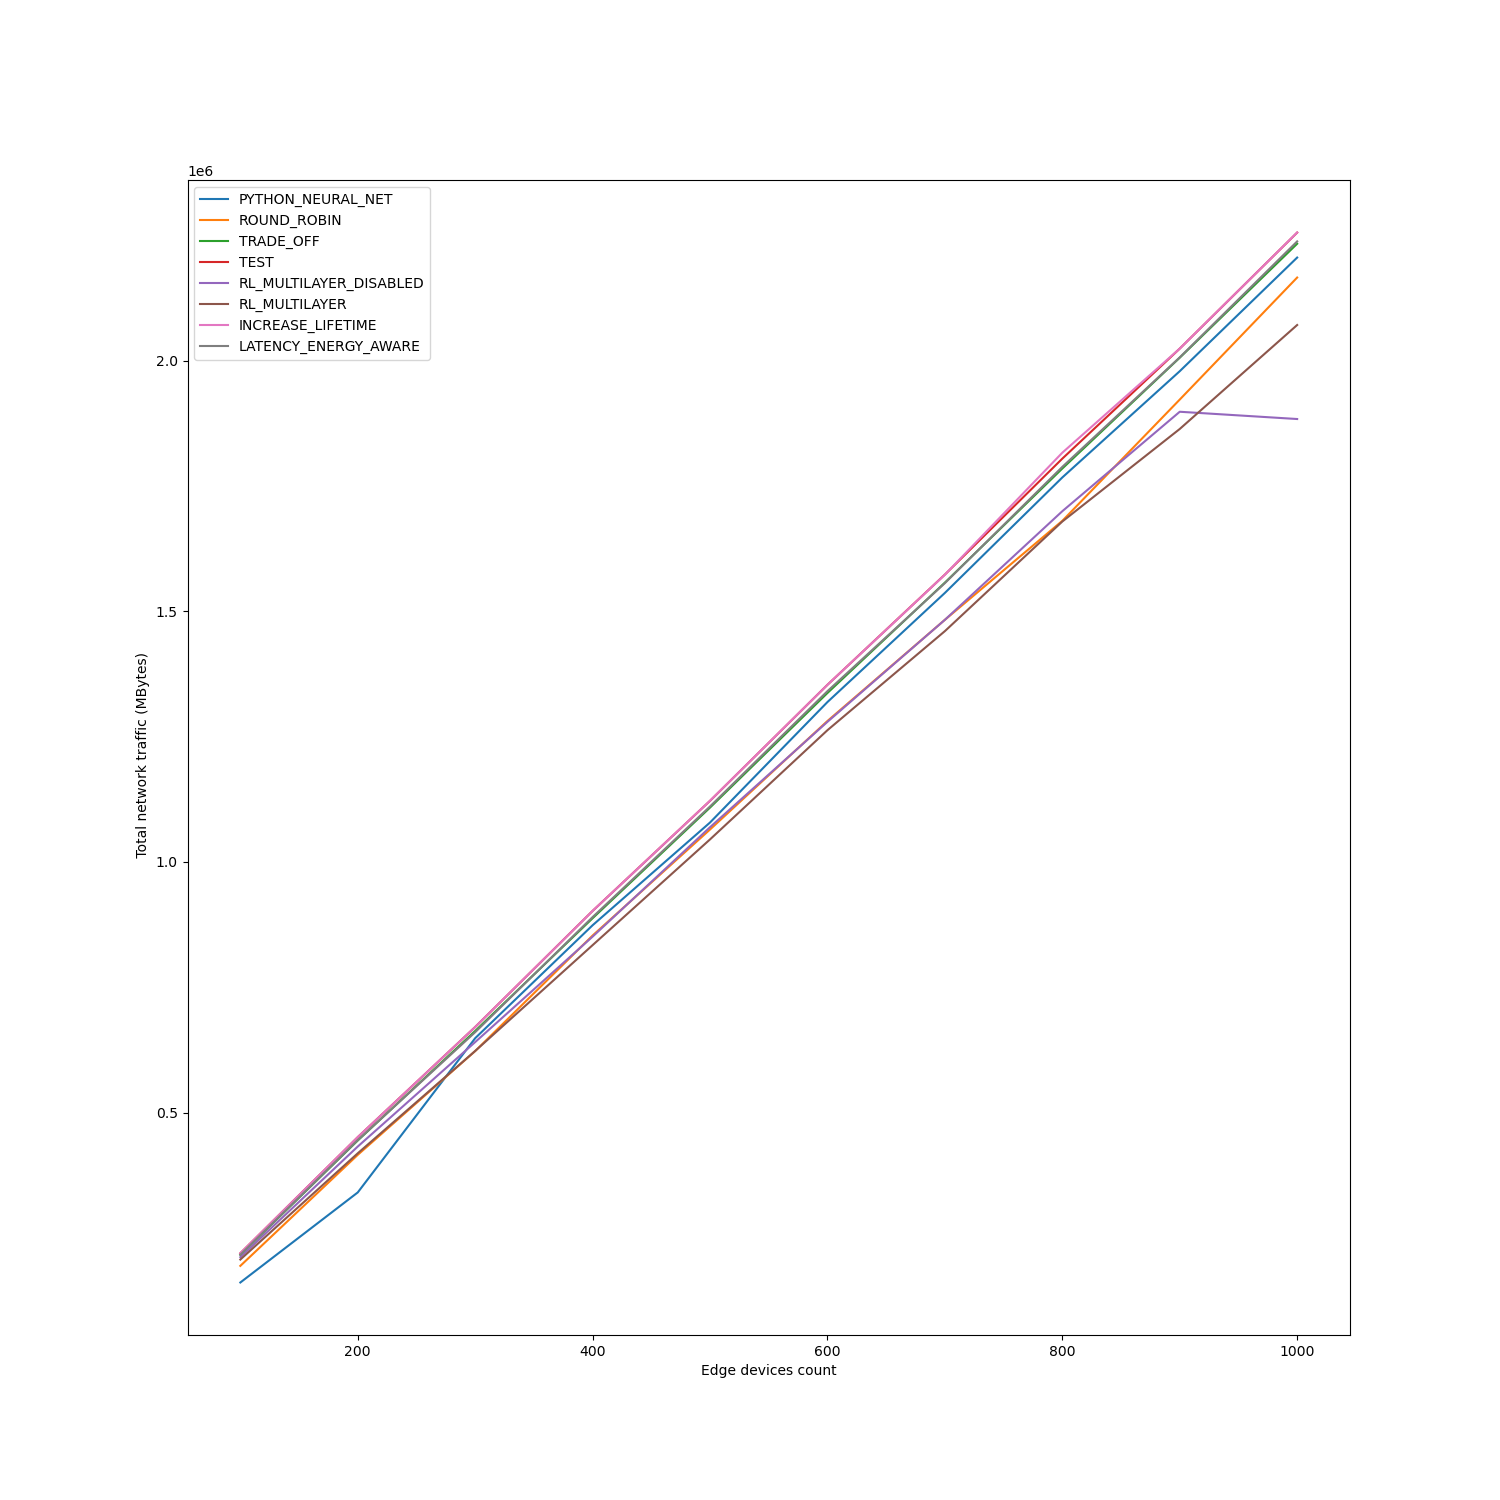 1e6
PYTHON_NEURAL_NET
ROUND_ROBIN
TRADE_OFF
TEST
RL_MULTILAYER_DISABLED
RL_MULTILAYER
INCREASE_LIFETIME
LATENCY_ENERGY_AWARE
2.0
1.5
1.0
0.5
Total network traffic (MBytes)
200 400 600 800 1000
Edge devices count